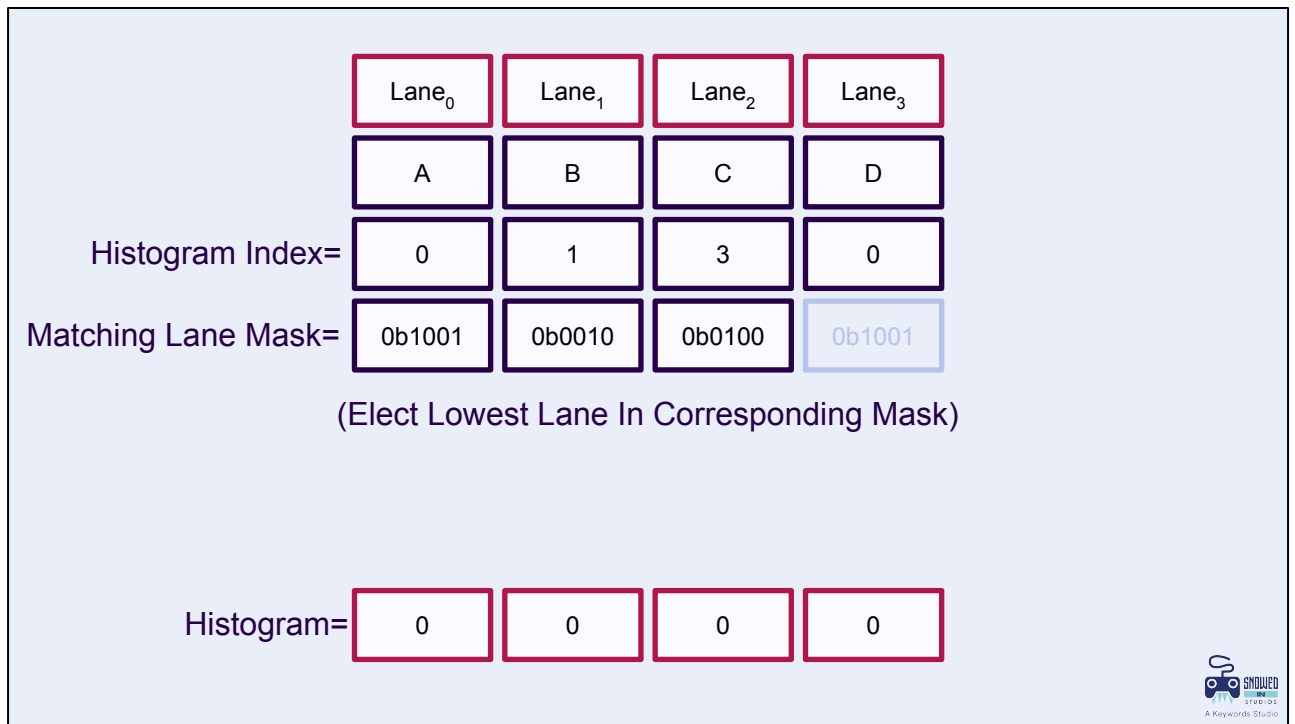 Lane0 Lane1 Lane2 Lane3
A B C D
Histogram Index= 0 1 3 0
Matching Lane Mask= 0b1001 0b0010 0b0100 0b1001
(Elect Lowest Lane In Corresponding Mask)
Histogram= 0 0 0 0
SNOWED
IN
STUDIOS
A Keywords Studio